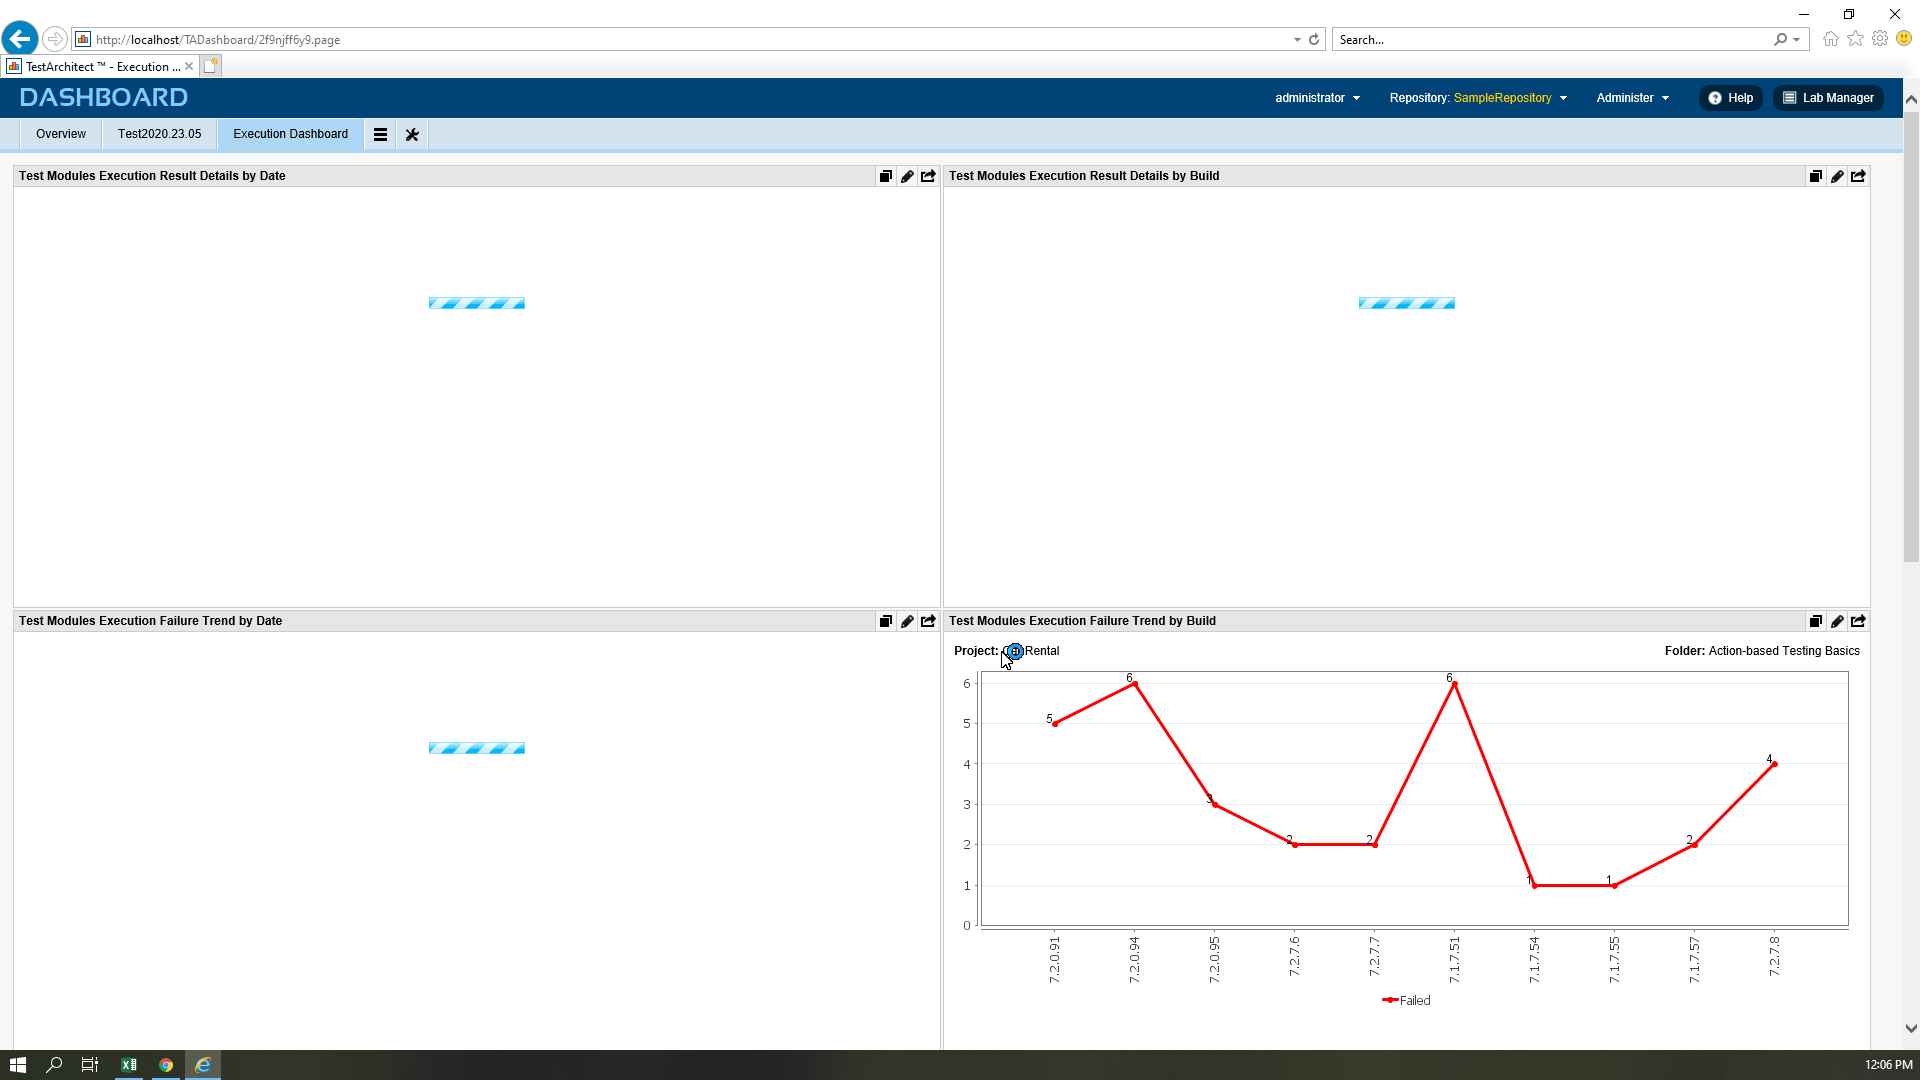 http://localhost/TADashboard/2f9njff6y9.page
Search...
TestArchitect ™ - Execution ...
DASHBOARD
administrator
Repository: SampleRepository
Administer
Help
Lab Manager
Overview
Test2020.23.05
Execution Dashboard
Test Modules Execution Result Details by Date
Test Modules Execution Result Details by Build
Test Modules Execution Failure Trend by Date
Test Modules Execution Failure Trend by Build
Project: Rental
Folder: Action-based Testing Basics
6
5
4
3
2
1
0
5
6
3
2
2
6
1
1
2
4
7.2.0.91
7.2.0.94
7.2.0.95
7.2.7.6
7.2.7.7
7.1.7.51
7.1.7.54
7.1.7.55
7.1.7.57
7.2.7.8
Failed
12:06 PM